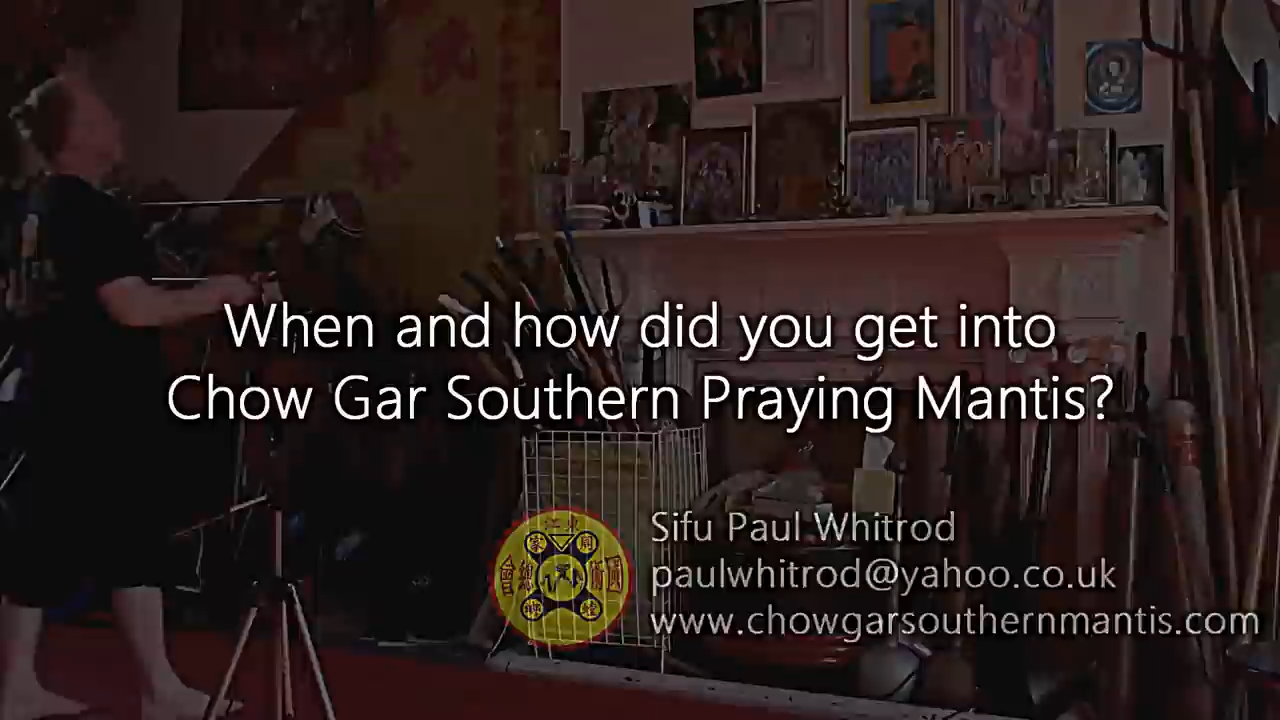 When and how did you get into
Chow Gar Southern Praying Mantis?
Sifu Paul Whitrod
paulwhitrod@yahoo.co.uk
www.chowgarsouthernmantis.com